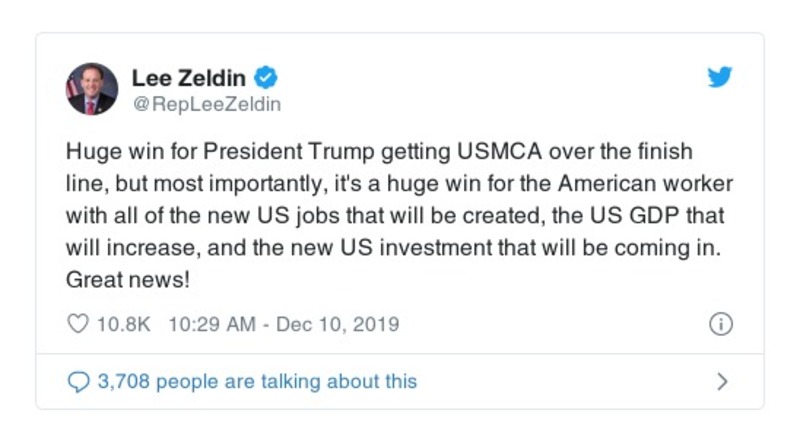 Lee Zeldin
@RepLeeZeldin
Huge win for President Trump getting USMCA over the finish
line, but most importantly, it's a huge win for the American worker
with all of the new US jobs that will be created, the US GDP that
will increase, and the new US investment that will be coming in.
Great news!
10.8K 10:29 AM - Dec 10, 2019
3,708 people are talking about this